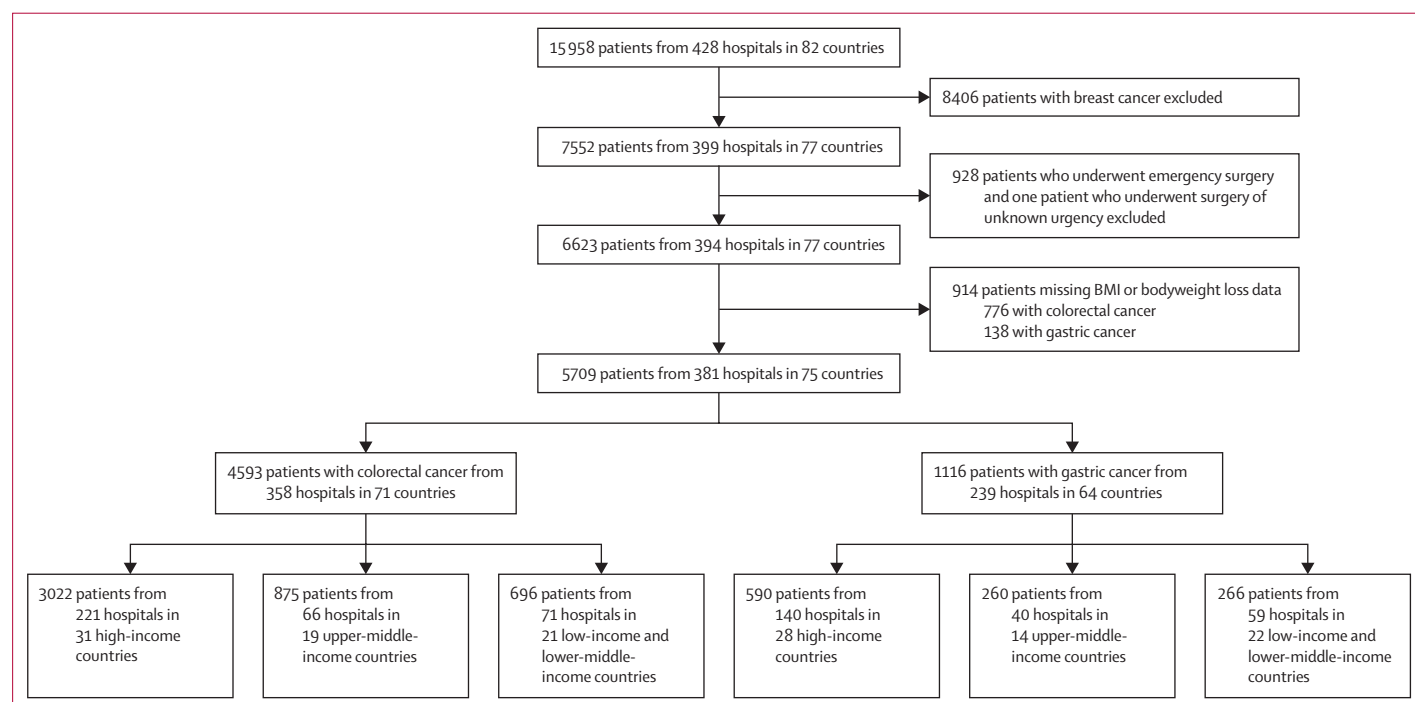 15 958 patients from 428 hospitals in 82 countries
8406 patients with breast cancer excluded
7552 patients from 399 hospitals in 77 countries
928 patients who underwent emergency surgery
and one patient who underwent surgery of
unknown urgency excluded
6623 patients from 394 hospitals in 77 countries
914 patients missing BMI or bodyweight loss data
776 with colorectal cancer
138 with gastric cancer
5709 patients from 381 hospitals in 75 countries
4593 patients with colorectal cancer from
358 hospitals in 71 countries
1116 patients with gastric cancer from
239 hospitals in 64 countries
3022 patients from
221 hospitals in
31 high-income
countries
875 patients from
66 hospitals in
19 upper-middle-
income countries
696 patients from
71 hospitals in
21 low-income and
lower-middle-
income countries
590 patients from
140 hospitals in
28 high-income
countries
260 patients from
40 hospitals in
14 upper-middle-
income countries
266 patients from
59 hospitals in
22 low-income and
lower-middle-income
countries